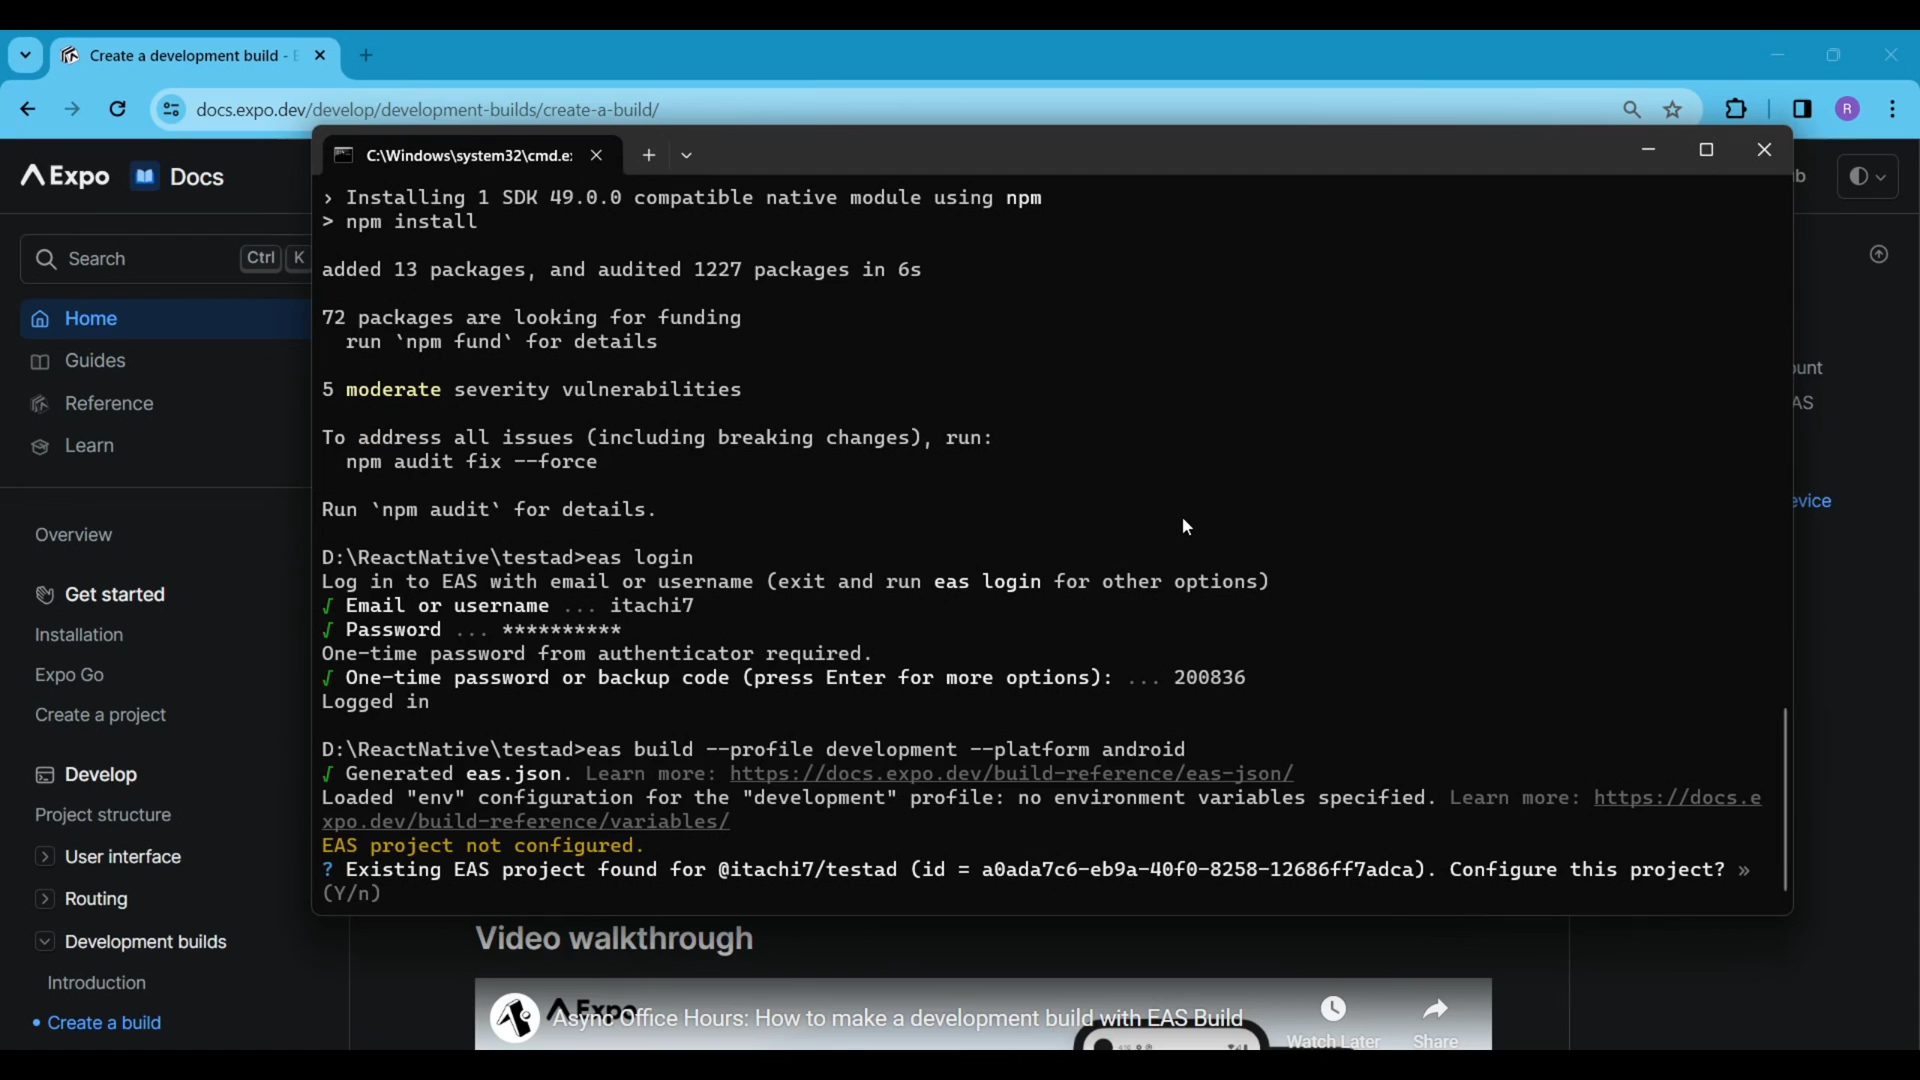 Create a development build -
docs.expo.dev/develop/development-builds/create-a-build/
R
Expo Docs
Search Ctrl K
Home
Guides
Reference
Learn
Overview
Get started
Installation
Expo Go
Create a project
Develop
Project structure
User interface
Routing
Development builds
Introduction
Create a build
C:\Windows\system32\cmd.e:
› Installing 1 SDK 49.0.0 compatible native module using npm
> npm install
added 13 packages, and audited 1227 packages in 6s
72 packages are looking for funding
run `npm fund` for details
5 moderate severity vulnerabilities
To address all issues (including breaking changes), run:
npm audit fix --force
Run `npm audit` for details.
D:\ReactNative\testad>eas login
Log in to EAS with email or username (exit and run eas login for other options)
√ Email or username ... itachi7
√ Password ... **********
One-time password from authenticator required.
√ One-time password or backup code (press Enter for more options): ... 200836
Logged in
D:\ReactNative\testad>eas build --profile development --platform android
√ Generated eas.json. Learn more: https://docs.expo.dev/build-reference/eas-json/
Loaded "env" configuration for the "development" profile: no environment variables specified. Learn more: https://docs.e
xpo.dev/build-reference/variables/
EAS project not configured.
? Existing EAS project found for @itachi7/testad (id = a0ada7c6-eb9a-40f0-8258-12686ff7adca). Configure this project? »
(Y/n)
b
ount
AS
evice
Video walkthrough
Expo
Async Office Hours: How to make a development build with EAS Build
Watch Later Share